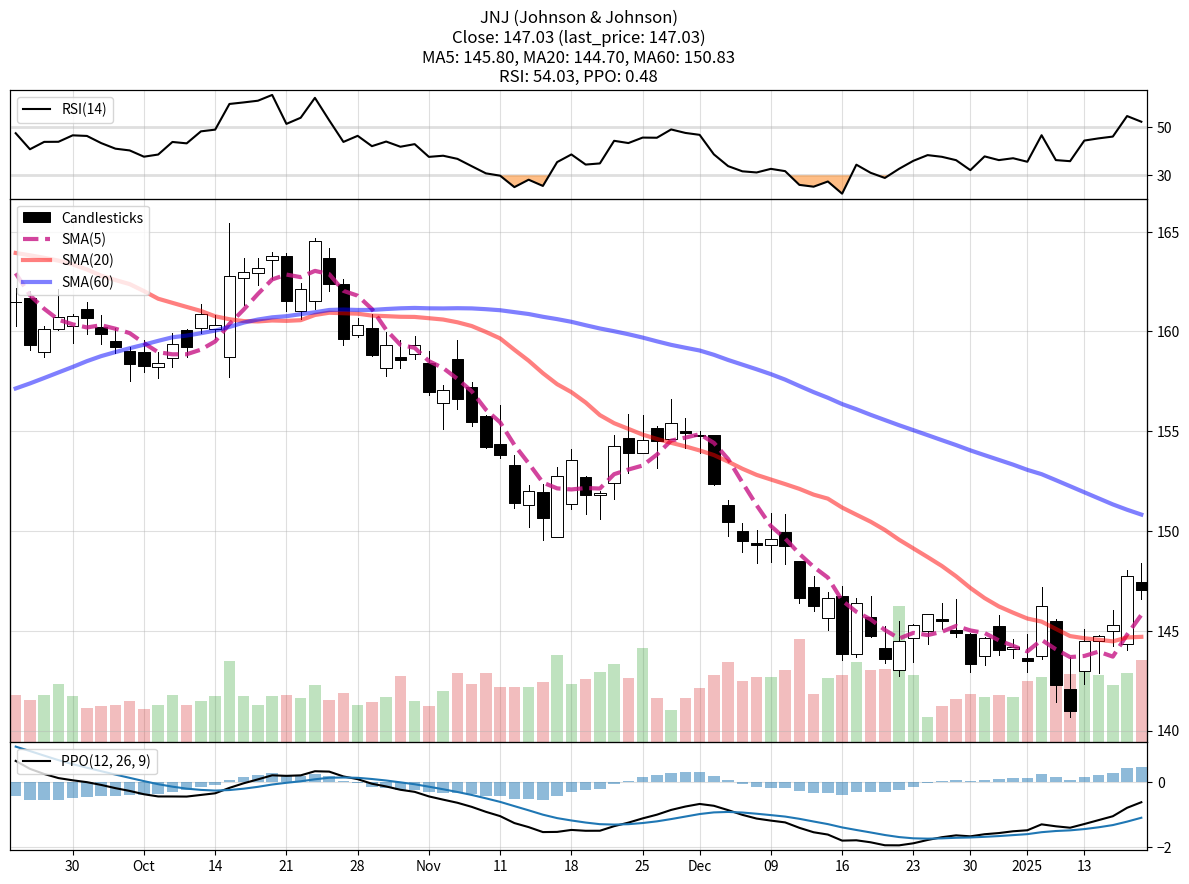 JNJ (Johnson & Johnson)
Close: 147.03 (last_price: 147.03)
MA5: 145.80, MA20: 144.70, MA60: 150.83
RSI: 54.03, PPO: 0.48
RSI(14)
50
30
Candlesticks
SMA(5)
SMA(20)
SMA(60)
165
160
155
150
145
140
PPO(12, 26, 9)
0
−2
30 Oct 14 21 28 Nov 11 18 25 Dec 09 16 23 30 2025 13